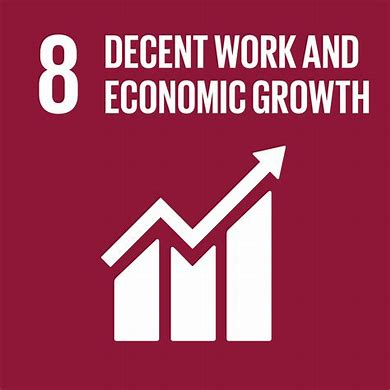 8 DECENT WORK AND
ECONOMIC GROWTH